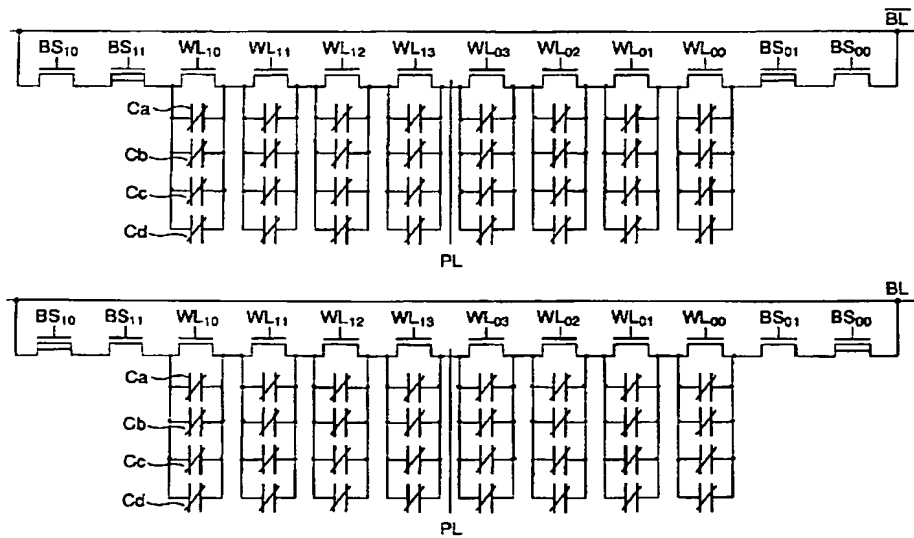 B̅L̅
BS₁₀ BS₁₁ WL₁₀ WL₁₁ WL₁₂ WL₁₃ WL₀₃ WL₀₂ WL₀₁ WL₀₀ BS₀₁ BS₀₀
Ca
Cb
Cc
Cd
PL
BL
BS₁₀ BS₁₁ WL₁₀ WL₁₁ WL₁₂ WL₁₃ WL₀₃ WL₀₂ WL₀₁ WL₀₀ BS₀₁ BS₀₀
Ca
Cb
Cc
Cd
PL